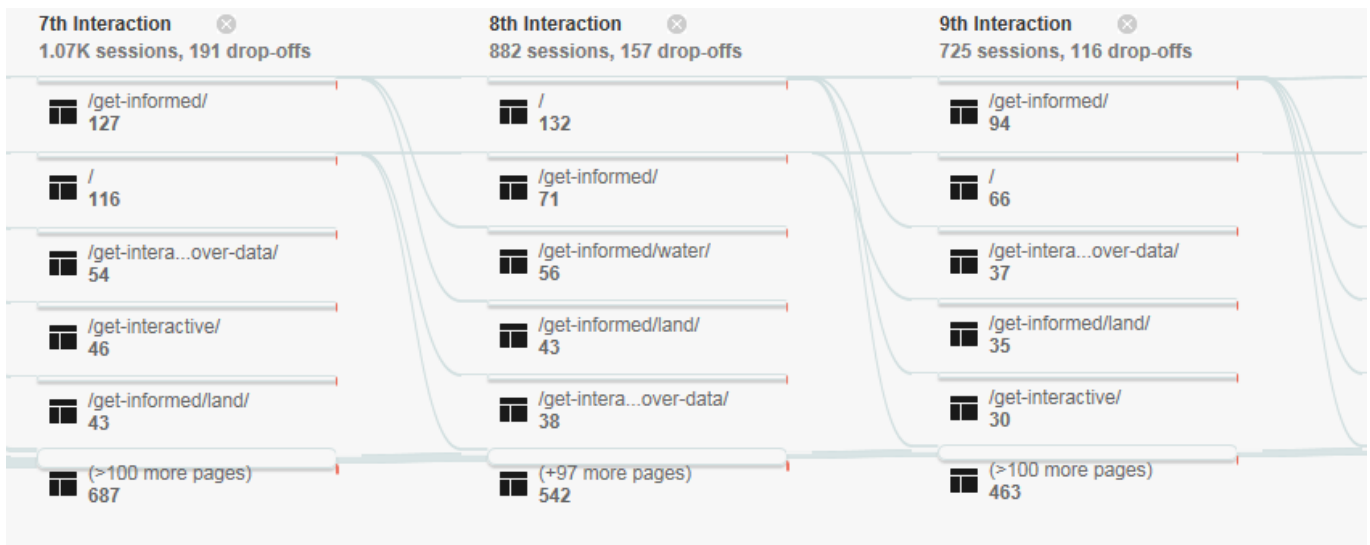 7th Interaction
1.07K sessions, 191 drop-offs
/get-informed/
127
/
116
/get-intera...over-data/
54
/get-interactive/
46
/get-informed/land/
43
(>100 more pages)
687
8th Interaction
882 sessions, 157 drop-offs
/
132
/get-informed/
71
/get-informed/water/
56
/get-informed/land/
43
/get-intera...over-data/
38
(+97 more pages)
542
9th Interaction
725 sessions, 116 drop-offs
/get-informed/
94
/
66
/get-intera...over-data/
37
/get-informed/land/
35
/get-interactive/
30
(>100 more pages)
463